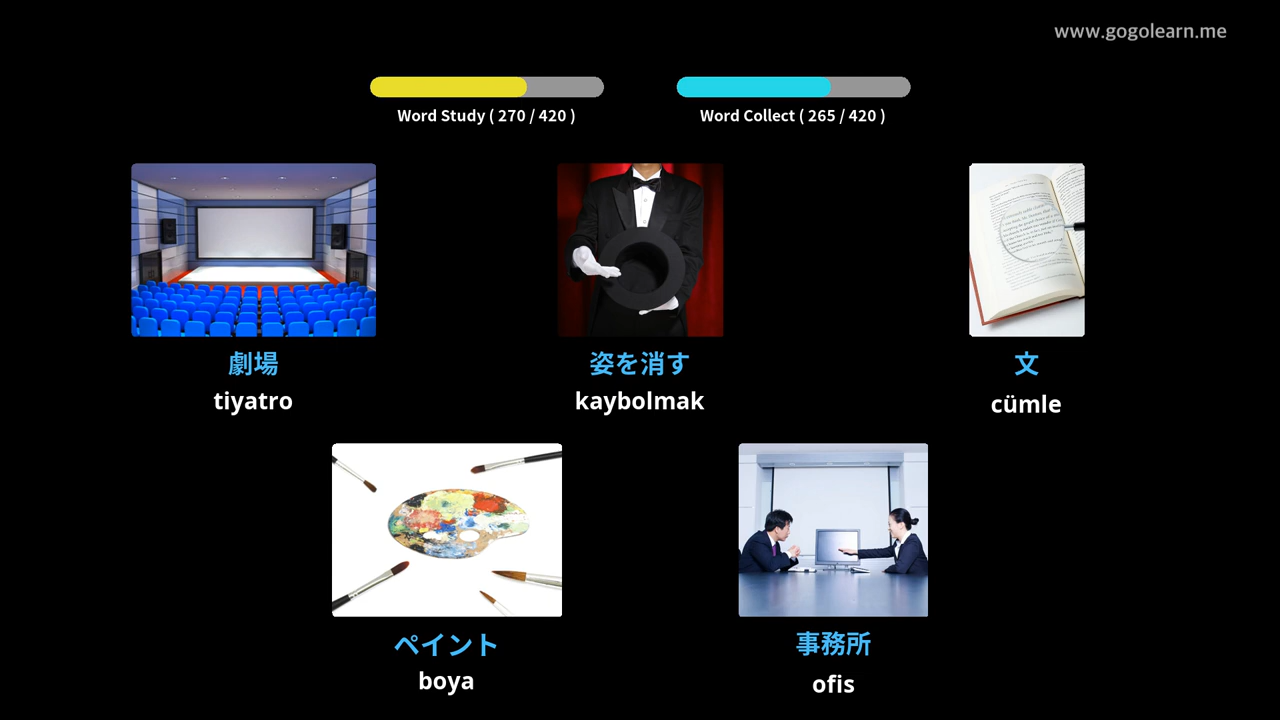 www.gogolearn.me
Word Study ( 270 / 420 )
Word Collect ( 265 / 420 )
劇場
tiyatro
姿を消す
kaybolmak
文
cümle
ペイント
boya
事務所
ofis